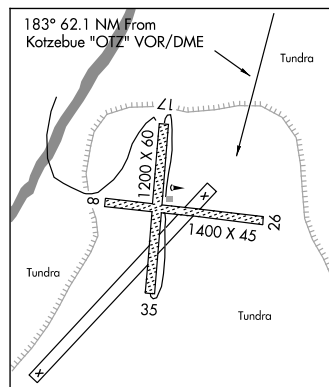 183° 62.1 NM From
Kotzebue "OTZ" VOR/DME
Tundra
17
1200 X 60
8
26
1400 X 45
Tundra
35
Tundra